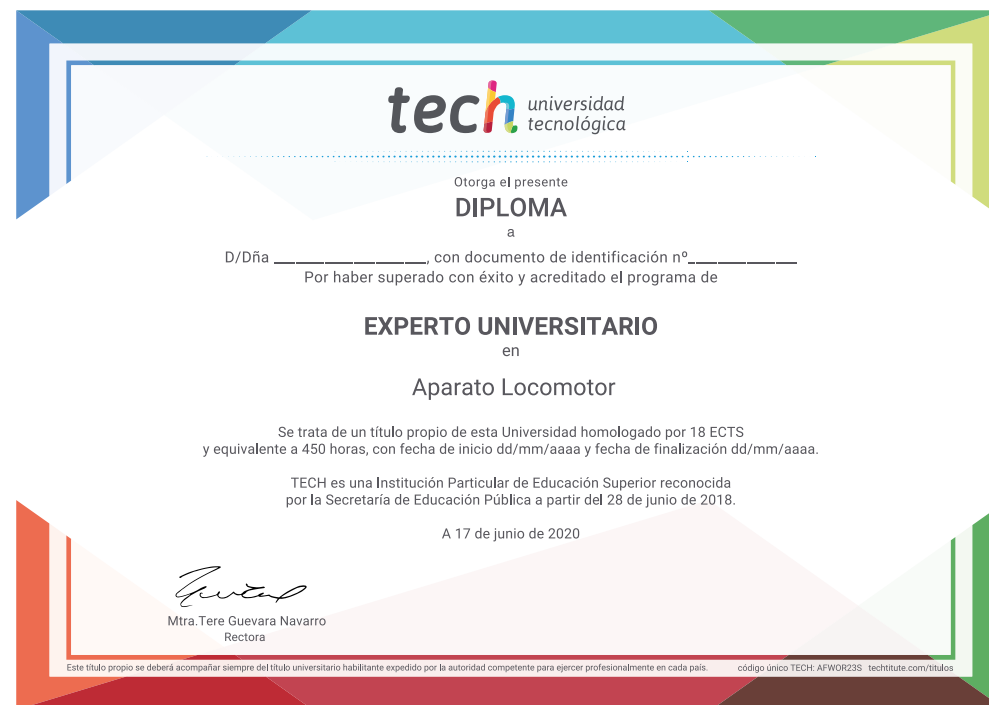 tech universidad
tecnológica
Otorga el presente
DIPLOMA
a
D/Dña ____________________, con documento de identificación nº______________
Por haber superado con éxito y acreditado el programa de
EXPERTO UNIVERSITARIO
en
Aparato Locomotor
Se trata de un título propio de esta Universidad homologado por 18 ECTS
y equivalente a 450 horas, con fecha de inicio dd/mm/aaaa y fecha de finalización dd/mm/aaaa.
TECH es una Institución Particular de Educación Superior reconocida
por la Secretaría de Educación Pública a partir del 28 de junio de 2018.
A 17 de junio de 2020
Mtra.Tere Guevara Navarro
Rectora
Este título propio se deberá acompañar siempre del título universitario habilitante expedido por la autoridad competente para ejercer profesionalmente en cada país. código único TECH: AFWOR23S techtitute.com/titulos